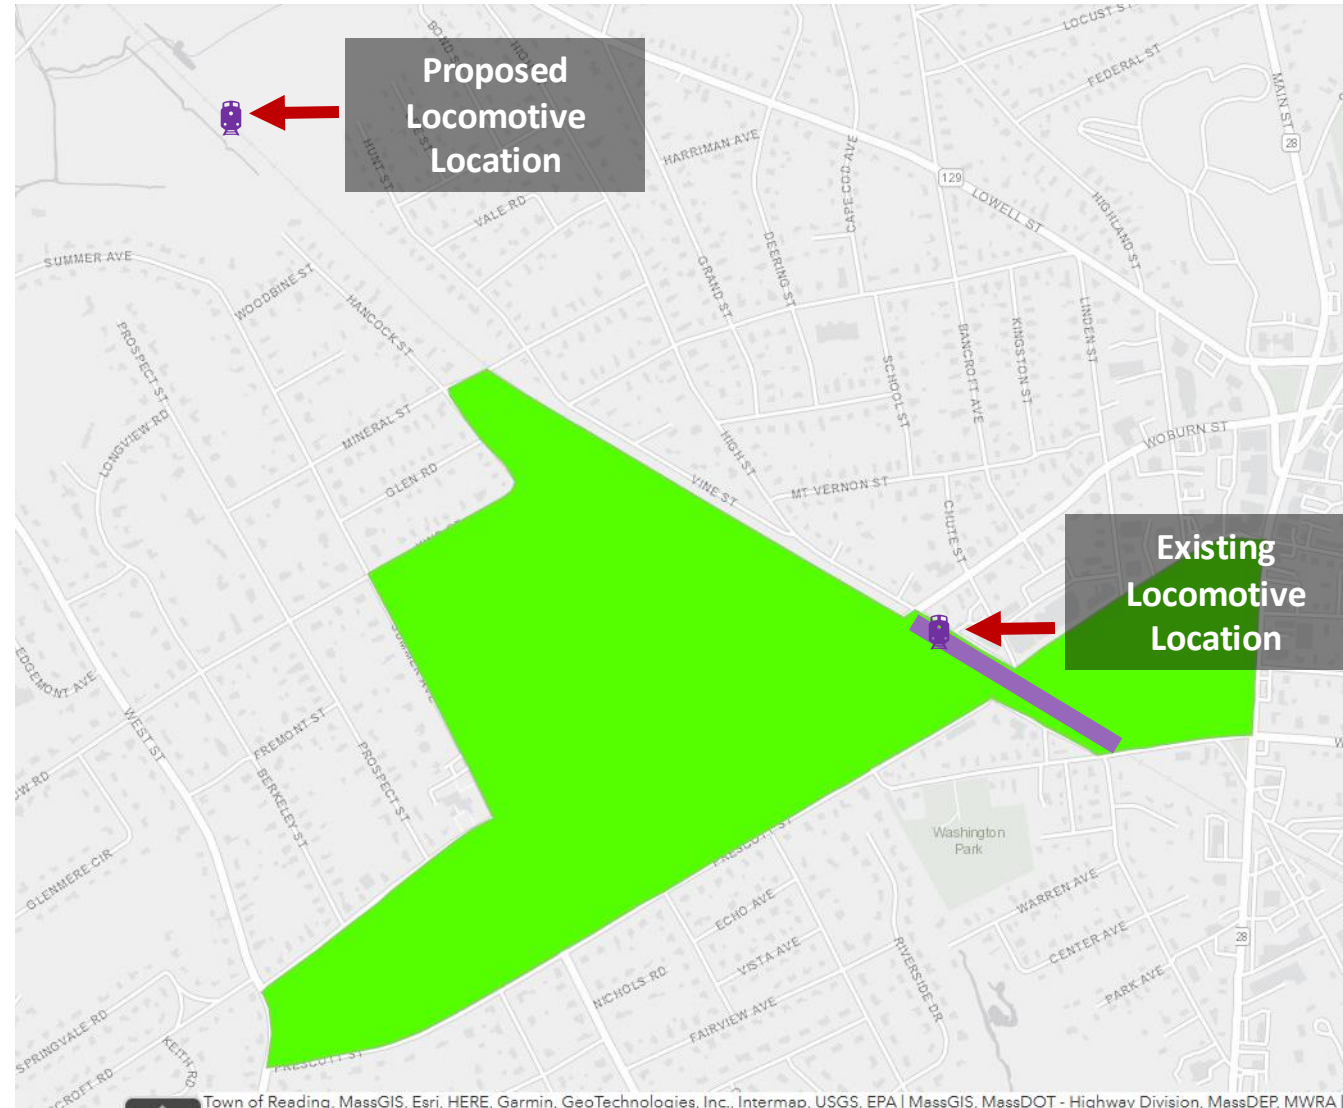 Proposed
Locomotive
Location
Existing
Locomotive
Location
BOND ST
LOCUST ST
FEDERAL ST
MAIN ST
28
HUNT ST
HARRIMAN AVE
CAPE COD AVE
129
LOWELL ST
HIGHLAND ST
VALE RD
SUMMER AVE
WOODBINE ST
HANCOCK ST
GRAND ST
DEERING ST
PROSPECT ST
LONGVIEW RD
MINERAL ST
GLEN RD
SCHOOL ST
BANCROFT AVE
KINGSTON ST
LINDEN ST
WOBURN ST
HIGH ST
VINE ST
MT VERNON ST
CHUTE ST
SUMMER AVE
EDGEMONT AVE
WEST ST
FREMONT ST
BERKELEY ST
PROSPECT ST
GLENMERE CIR
PRESCOTT ST
Washington
Park
ECHO AVE
VISTA AVE
NICHOLS RD
FAIRVIEW AVE
RIVERSIDE DR
WARREN AVE
CENTER AVE
PARK AVE
28
SPRINGVALE RD
KEITH RD
PRESCOTT ST
CROFT RD
Town of Reading, MassGIS, Esri, HERE, Garmin, GeoTechnologies, Inc., Intermap, USGS, EPA | MassGIS, MassDOT - Highway Division, MassDEP, MWRA |